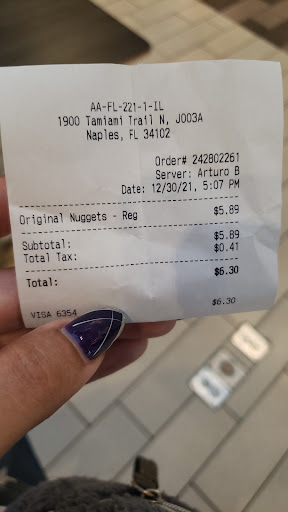 AA-FL-221-1-IL
1900 Tamiami Trail N, J003A
Naples, FL 34102
Order# 242B02261
Server: Arturo B
Date: 12/30/21, 5:07 PM
Original Nuggets - Reg $5.89
Subtotal: $5.89
Total Tax: $0.41
Total: $6.30
VISA 6354 $6.30